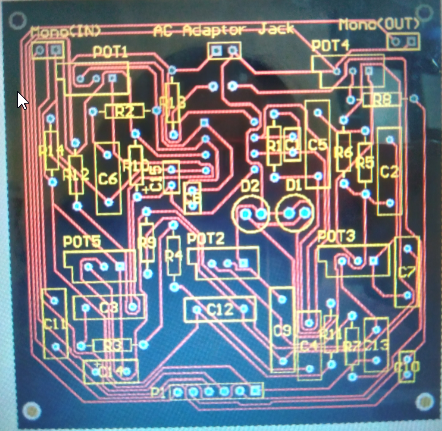 Mono(IN)
AC Adaptor Jack
Mono(OUT)
POT1
POT4
R2
R13
R8
R14
R12
C6
R10
C5
R6
R5
C2
D2
D1
POT5
R9
R4
POT2
POT3
C7
C11
C8
C12
C9
C4
R11
R7
C13
R3
C14
C10
P1